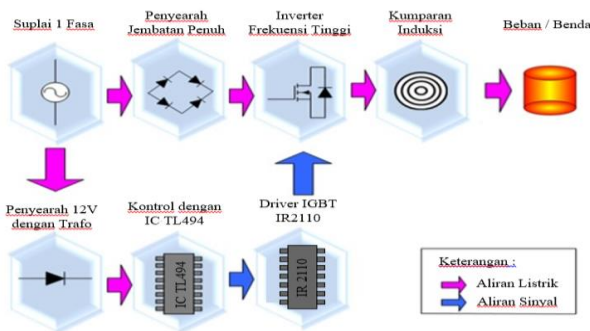 Suplai 1 Fasa
Penyearah
Jembatan Penuh
Inverter
Frekuensi Tinggi
Kumparan
Induksi
Beban / Benda
Penyearah 12V
dengan Trafo
Kontrol dengan
IC TL494
Driver IGBT
IR2110
IC TL494
IR 2110
Keterangan :
Aliran Listrik
Aliran Sinyal